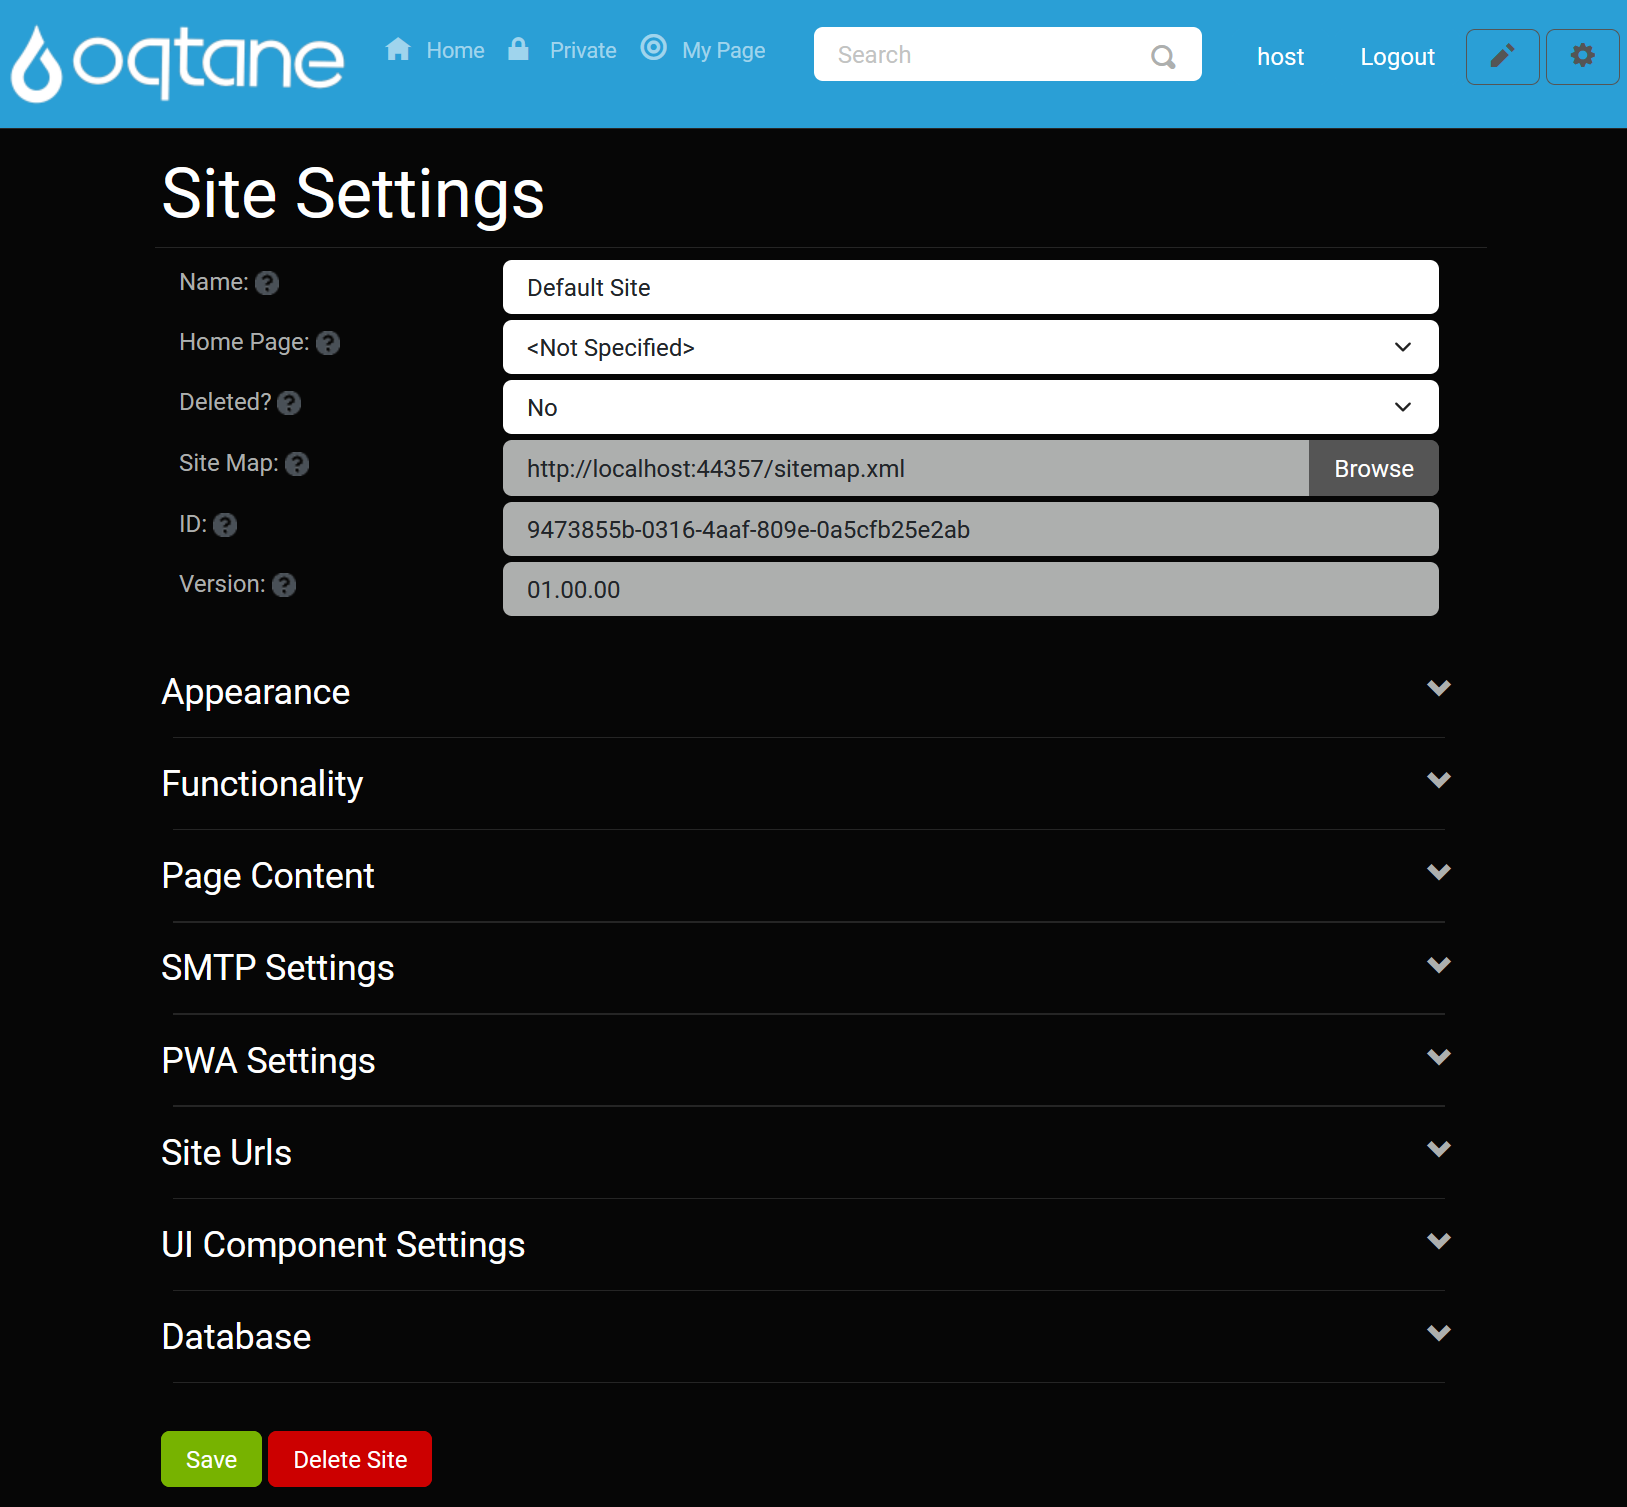 oqtane Home Private My Page Search host Logout
Site Settings
Name: Default Site
Home Page: <Not Specified>
Deleted? No
Site Map: http://localhost:44357/sitemap.xml Browse
ID: 9473855b-0316-4aaf-809e-0a5cfb25e2ab
Version: 01.00.00
Appearance
Functionality
Page Content
SMTP Settings
PWA Settings
Site Urls
UI Component Settings
Database
Save Delete Site